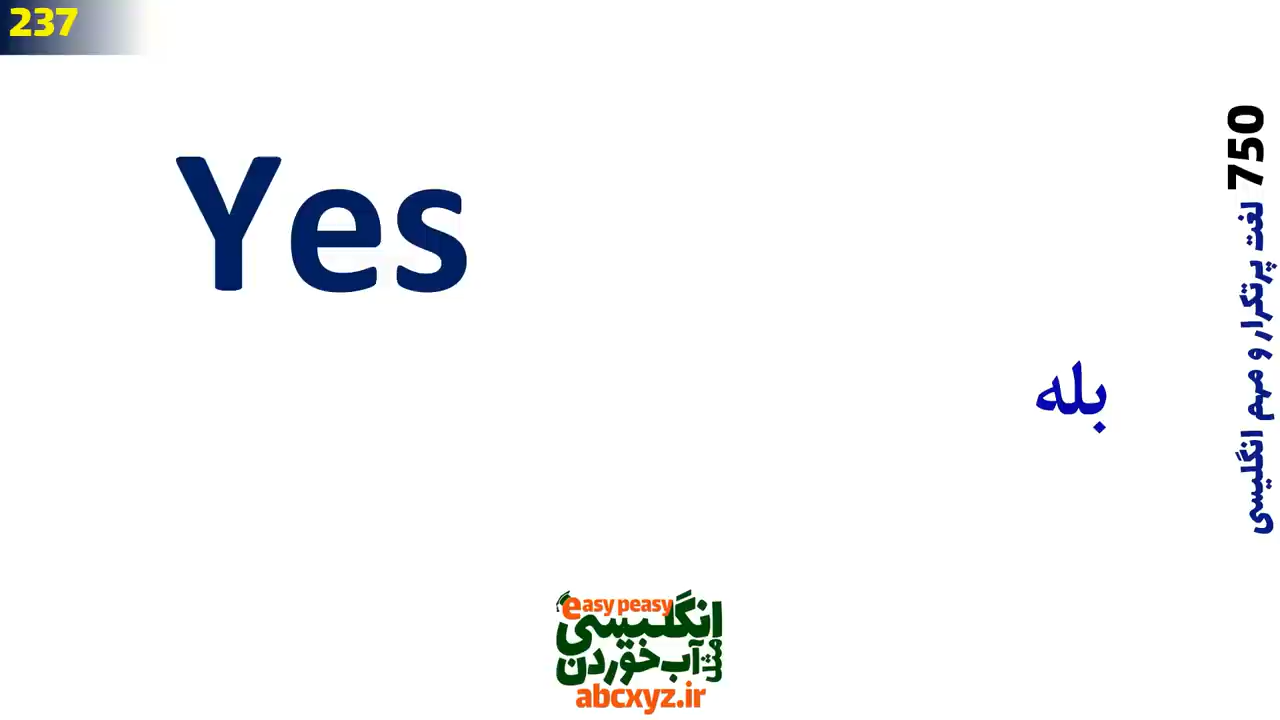 237
Yes
بله
750 لغت پرتکرار و مهم انگلیسی
easy peasy
انگلیسی
مثل آب خوردن
abcxyz.ir